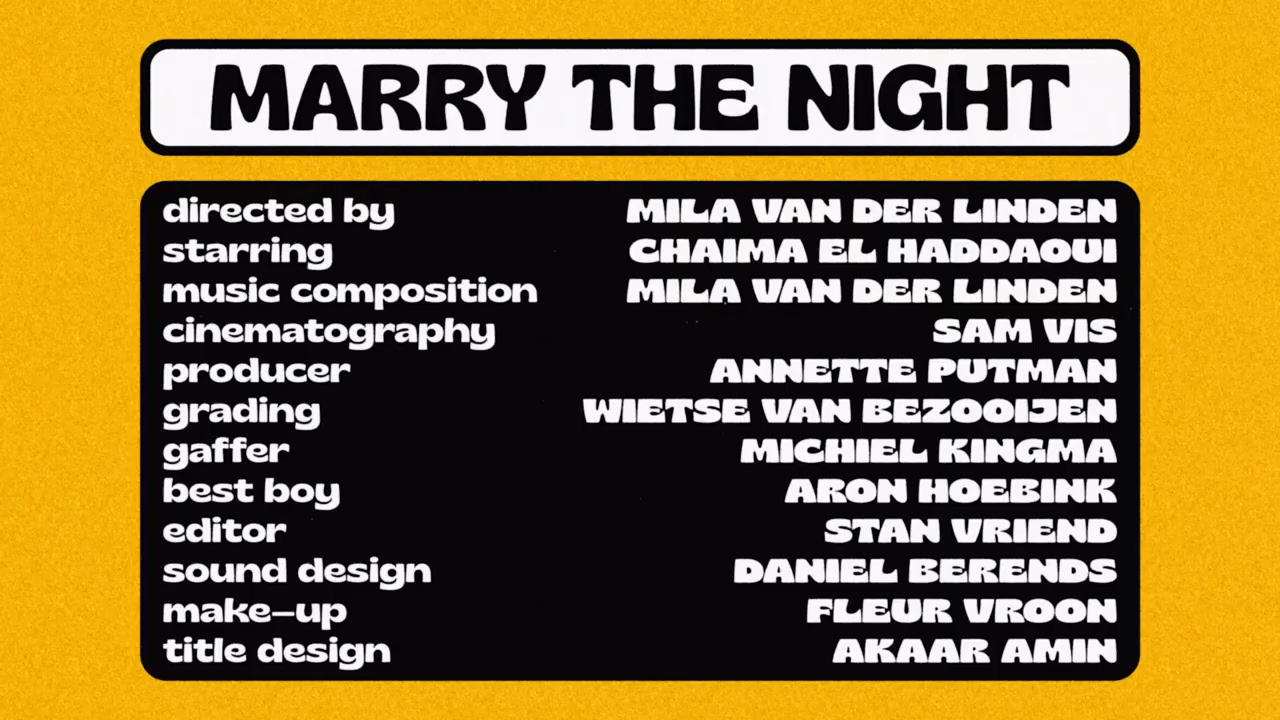 MARRY THE NIGHT
directed by MILA VAN DER LINDEN
starring CHAIMA EL HADDAOUI
music composition MILA VAN DER LINDEN
cinematography SAM VIS
producer ANNETTE PUTMAN
grading WIETSE VAN BEZOOIJEN
gaffer MICHIEL KINGMA
best boy ARON HOEBINK
editor STAN VRIEND
sound design DANIEL BERENDS
make-up FLEUR VROON
title design AKAAR AMIN